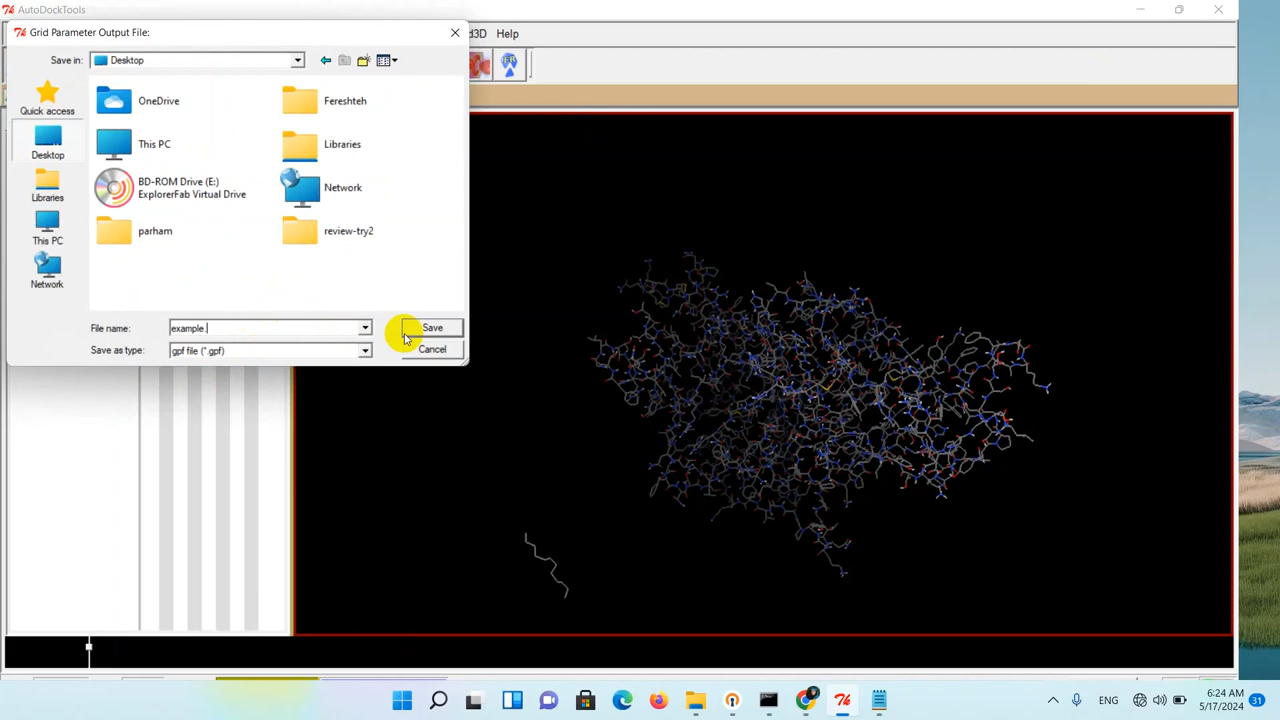 AutoDockTools
Grid Parameter Output File:
d3D Help
Save in: Desktop
Quick access
Desktop
Libraries
This PC
Network
OneDrive
Fereshteh
This PC
Libraries
BD-ROM Drive (E:)
ExplorerFab Virtual Drive
Network
parham
review-try2
File name: example.
Save
Save as type: gpf file (*.gpf)
Cancel
ENG
6:24 AM
5/17/2024
31